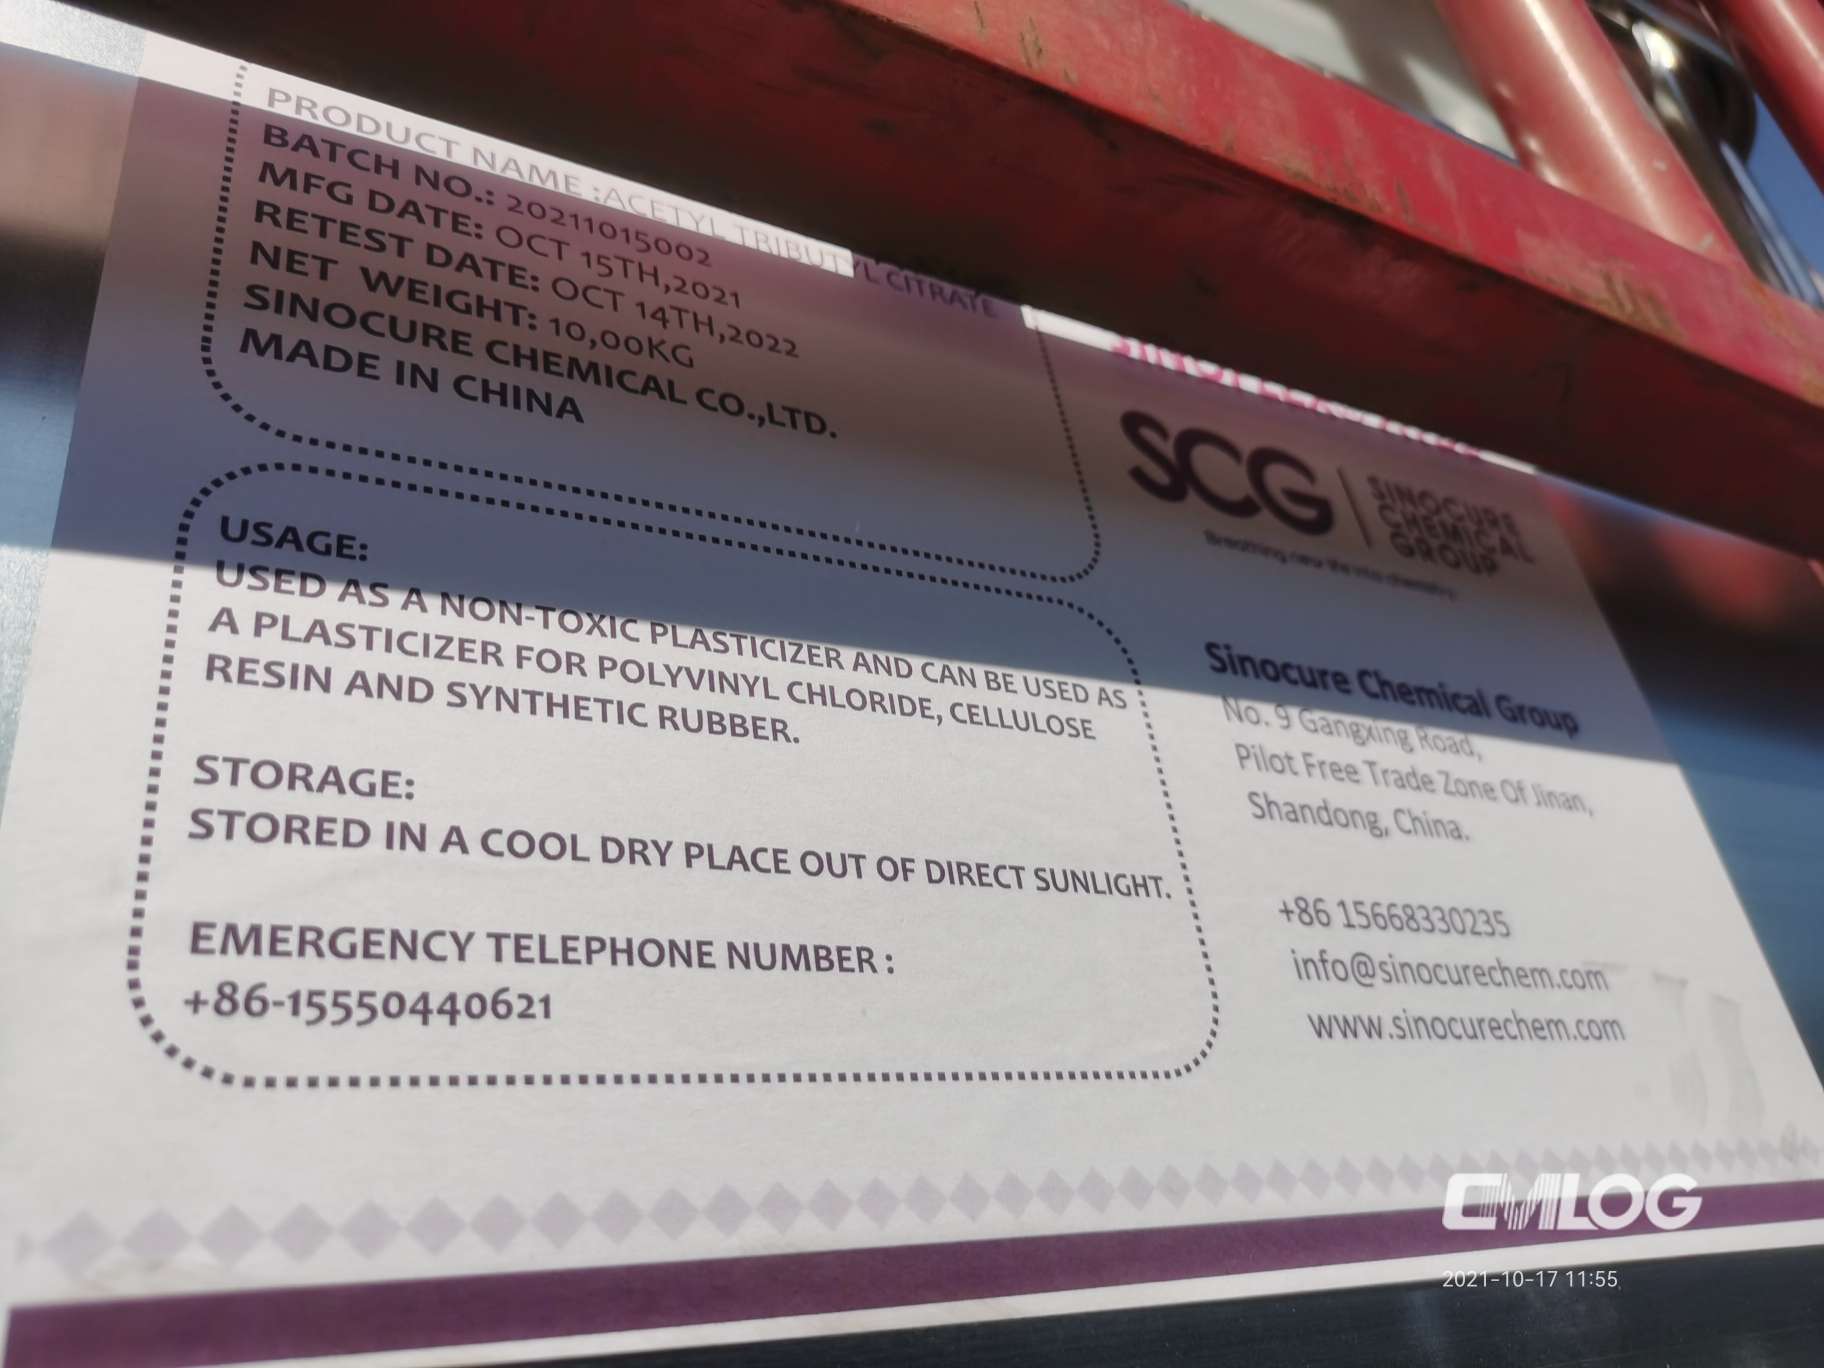 PRODUCT NAME :ACETYL TRIBUTYL CITRATE
BATCH NO.: 20211015002
MFG DATE: OCT 15TH,2021
RETEST DATE: OCT 14TH,2022
NET WEIGHT: 10,00KG
SINOCURE CHEMICAL CO.,LTD.
MADE IN CHINA
USAGE:
USED AS A NON-TOXIC PLASTICIZER AND CAN BE USED AS
A PLASTICIZER FOR POLYVINYL CHLORIDE, CELLULOSE
RESIN AND SYNTHETIC RUBBER.
STORAGE:
STORED IN A COOL DRY PLACE OUT OF DIRECT SUNLIGHT.
EMERGENCY TELEPHONE NUMBER :
+86-15550440621
SCG
SINOCURE
CHEMICAL
GROUP
Breathing new life into chemistry
Sinocure Chemical Group
No. 9 Gangxing Road,
Pilot Free Trade Zone Of Jinan,
Shandong, China.
+86 15668330235
info@sinocurechem.com
www.sinocurechem.com
CMLOG
2021-10-17 11:55